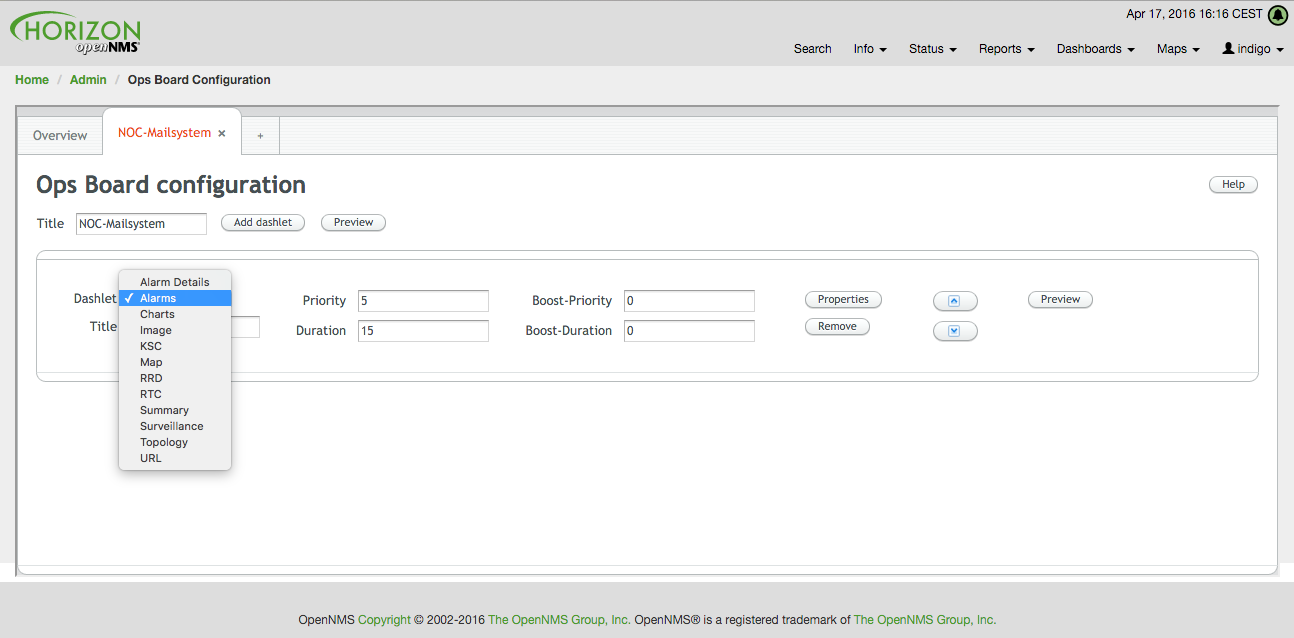 HORIZON
openNMS
Apr 17, 2016 16:16 CEST
Search Info Status Reports Dashboards Maps indigo
Home / Admin / Ops Board Configuration
Overview NOC-Mailsystem × +
Ops Board configuration
Help
Title NOC-Mailsystem Add dashlet Preview
Dashlet
Title
Alarm Details
✓ Alarms
Charts
Image
KSC
Map
RRD
RTC
Summary
Surveillance
Topology
URL
Priority 5 Boost-Priority 0 Properties Preview
Duration 15 Boost-Duration 0 Remove
OpenNMS Copyright © 2002-2016 The OpenNMS Group, Inc. OpenNMS® is a registered trademark of The OpenNMS Group, Inc.